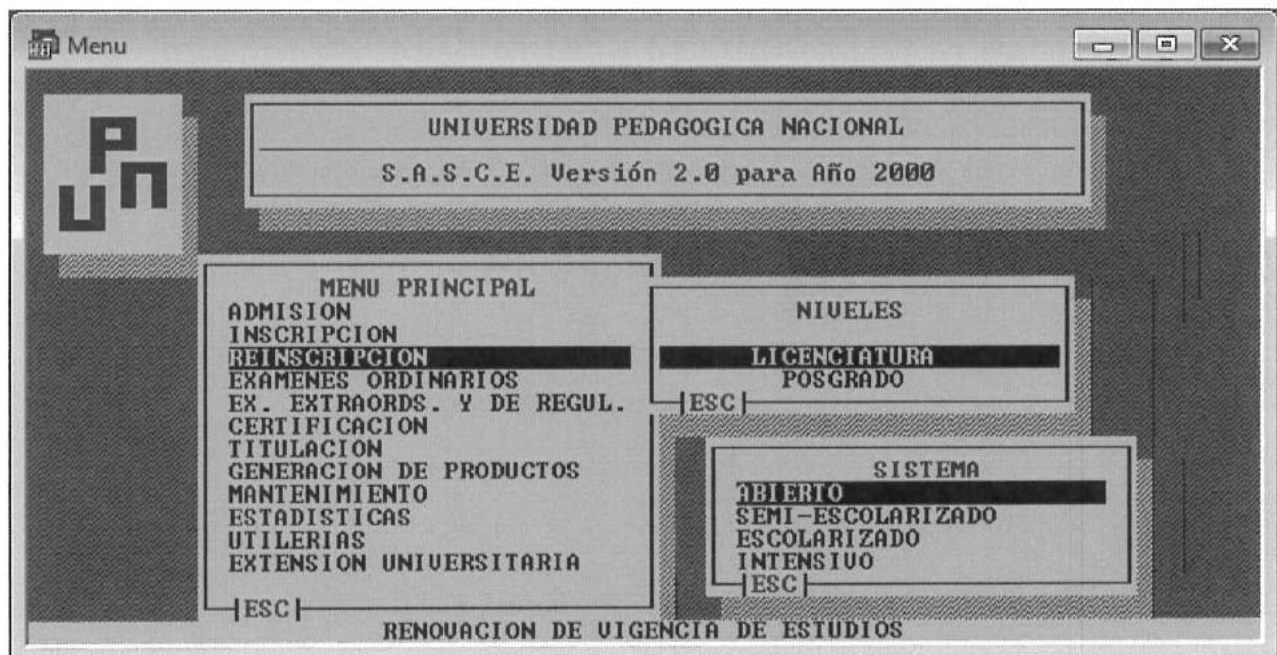 Menu
UPN
UNIVERSIDAD PEDAGOGICA NACIONAL
S.A.S.C.E. Versión 2.0 para Año 2000
MENU PRINCIPAL
ADMISION
INSCRIPCION
REINSCRIPCION
EXAMENES ORDINARIOS
EX. EXTRAORDS. Y DE REGUL.
CERTIFICACION
TITULACION
GENERACION DE PRODUCTOS
MANTENIMIENTO
ESTADISTICAS
UTILERIAS
EXTENSION UNIVERSITARIA
ESC
NIVELES
LICENCIATURA
POSGRADO
ESC
SISTEMA
ABIERTO
SEMI-ESCOLARIZADO
ESCOLARIZADO
INTENSIVO
ESC
RENOVACION DE VIGENCIA DE ESTUDIOS